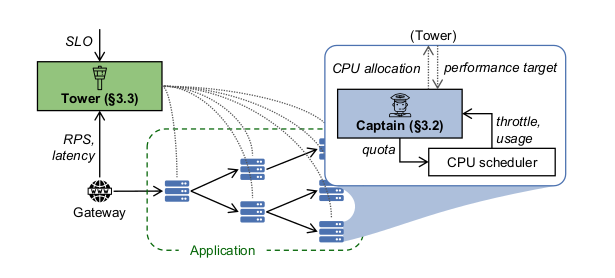 SLO
Tower (§3.3)
RPS,
latency
WWW
Gateway
Application
(Tower)
CPU allocation
performance target
Captain (§3.2)
throttle,
usage
quota
CPU scheduler